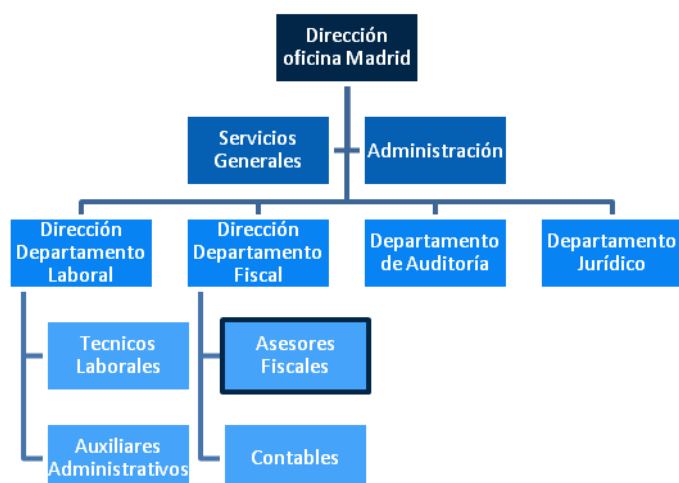 Dirección
oficina Madrid
Servicios
Generales
Administración
Dirección
Departamento
Laboral
Dirección
Departamento
Fiscal
Departamento
de Auditoría
Departamento
Jurídico
Tecnicos
Laborales
Asesores
Fiscales
Auxiliares
Administrativos
Contables